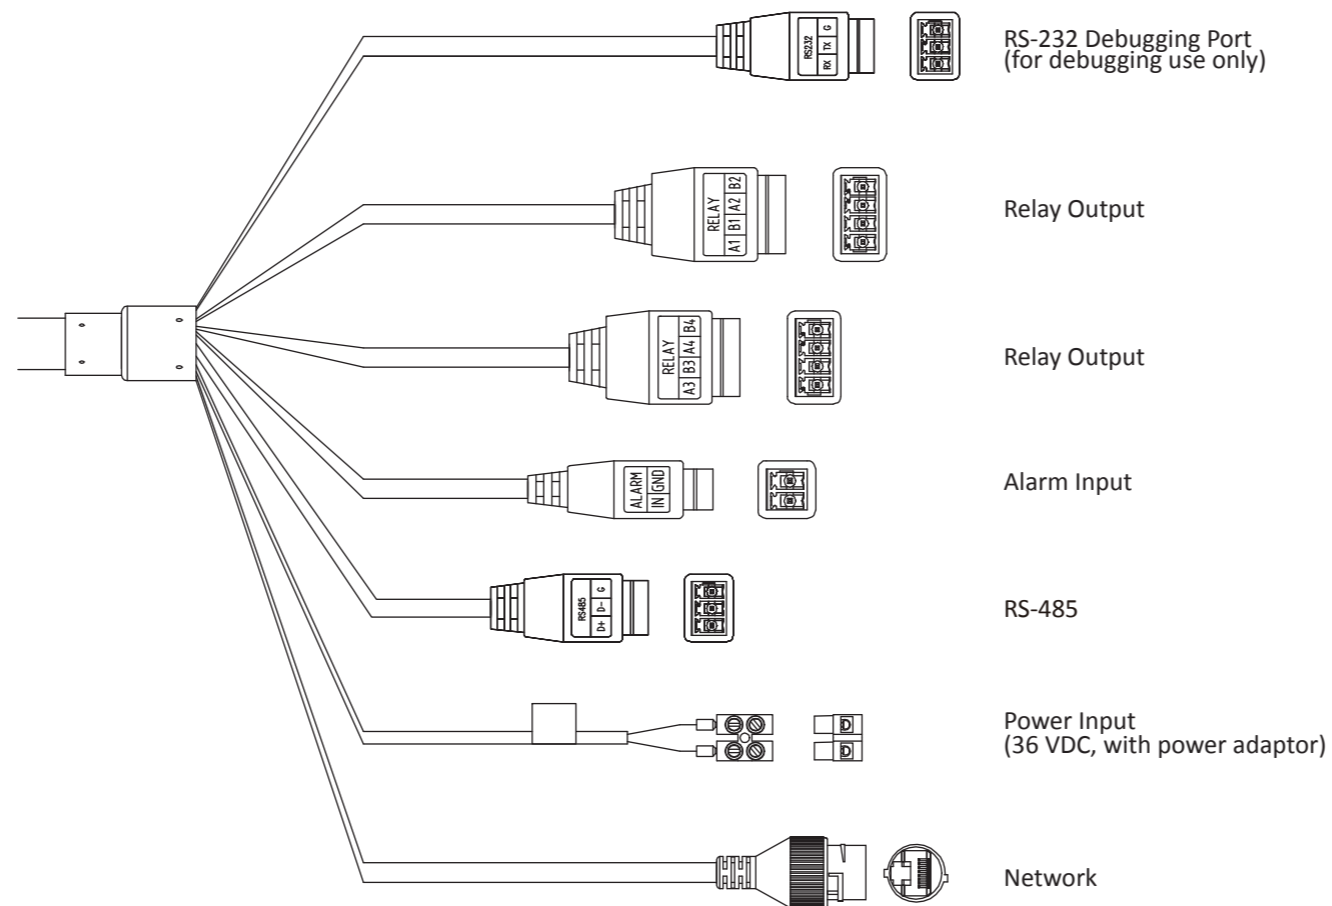 RS232
RX TX G
RS-232 Debugging Port
(for debugging use only)
RELAY
A1 B1 A2 B2
Relay Output
RELAY
A3 B3 A4 B4
Relay Output
ALARM
IN GND
Alarm Input
RS485
D+ D- G
RS-485
Power Input
(36 VDC, with power adaptor)
Network